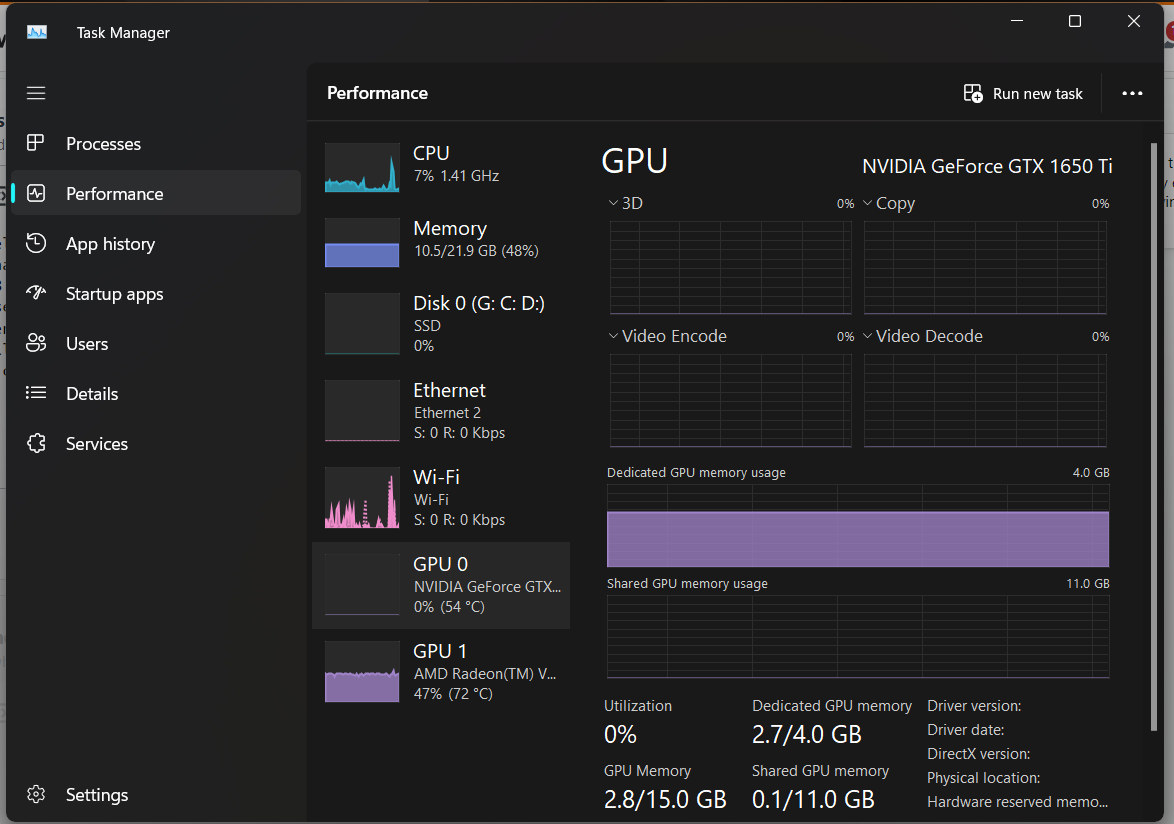 Task Manager
Performance
Run new task
Processes
Performance
App history
Startup apps
Users
Details
Services
Settings
CPU
7% 1.41 GHz
Memory
10.5/21.9 GB (48%)
Disk 0 (G: C: D:)
SSD
0%
Ethernet
Ethernet 2
S: 0 R: 0 Kbps
Wi-Fi
Wi-Fi
S: 0 R: 0 Kbps
GPU 0
NVIDIA GeForce GTX...
0% (54 °C)
GPU 1
AMD Radeon(TM) V...
47% (72 °C)
GPU
NVIDIA GeForce GTX 1650 Ti
3D 0%
Copy 0%
Video Encode 0%
Video Decode 0%
Dedicated GPU memory usage 4.0 GB
Shared GPU memory usage 11.0 GB
Utilization
0%
Dedicated GPU memory
2.7/4.0 GB
GPU Memory
2.8/15.0 GB
Shared GPU memory
0.1/11.0 GB
Driver version:
Driver date:
DirectX version:
Physical location:
Hardware reserved memo...